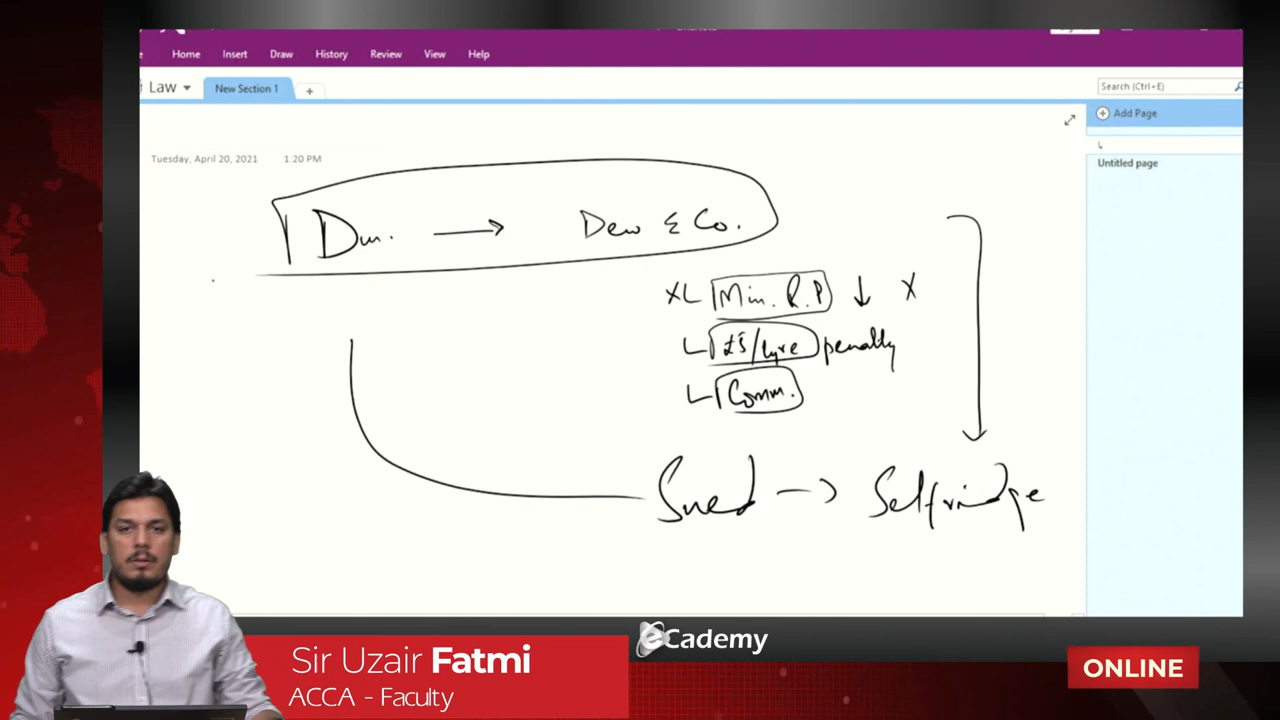 Home Insert Draw History Review View Help
Law New Section 1 +
Search (Ctrl+E)
Add Page
Untitled page
Tuesday, April 20, 2021 1:20 PM
Dun. → Dew & Co.
X Min. R.P ↓ X
£5/tyre penalty
Comm.
Sued → Selfridge
eCademy
Sir Uzair Fatmi
ACCA - Faculty
ONLINE